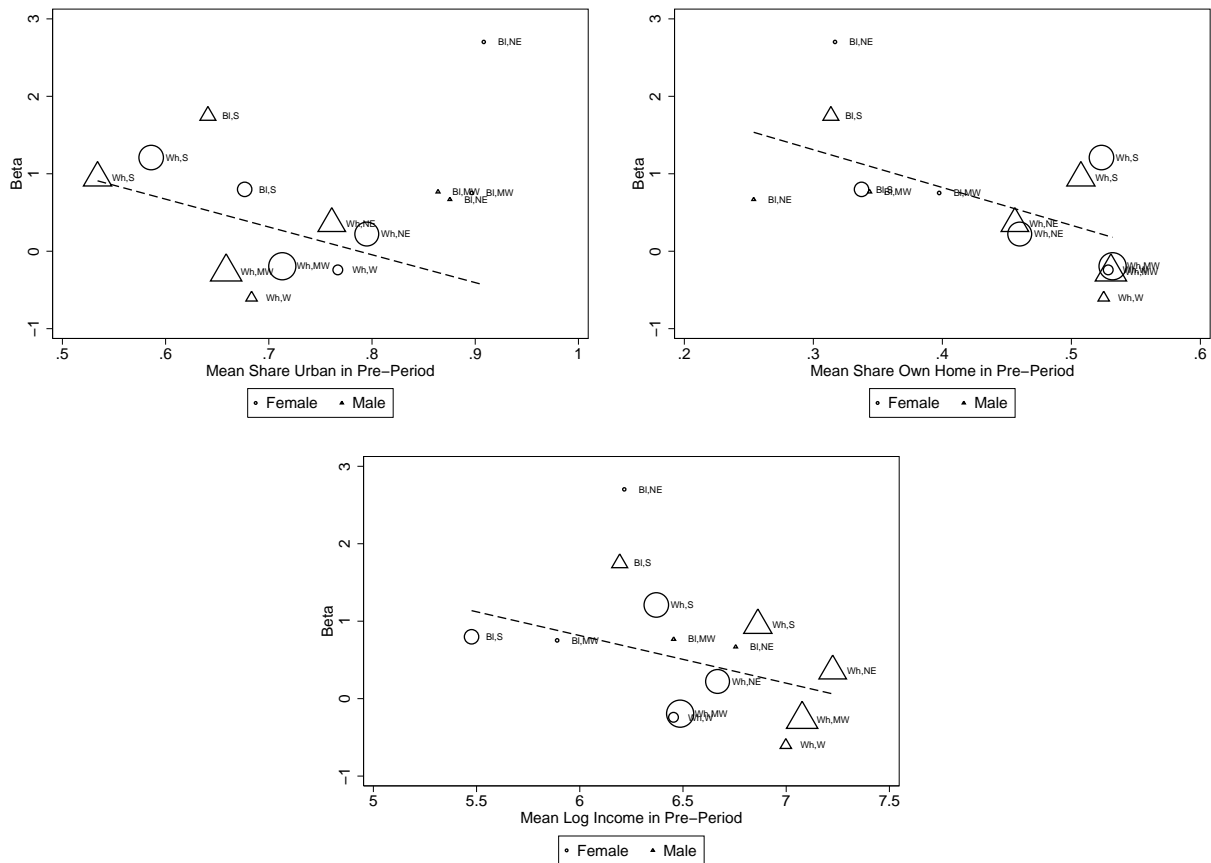 3
2
1
0
−1
Beta
Bl,NE
Bl,S
Wh,S
Wh,S
Bl,S
Bl,MW
Bl,MW
Bl,NE
Wh,NE
Wh,NE
Wh,MW
Wh,MW
Wh,W
Wh,W
.5 .6 .7 .8 .9 1
Mean Share Urban in Pre−Period
Female Male
3
2
1
0
−1
Beta
Bl,NE
Bl,S
Wh,S
Wh,S
Bl,S
Bl,MW
Bl,MW
Bl,NE
Wh,NE
Wh,NE
Wh,MW
Wh,W
Wh,MW
Wh,W
.2 .3 .4 .5 .6
Mean Share Own Home in Pre−Period
Female Male
3
2
1
0
−1
Beta
Bl,NE
Bl,S
Wh,S
Wh,S
Bl,S
Bl,MW
Bl,MW
Bl,NE
Wh,NE
Wh,NE
Wh,MW
Wh,W
Wh,MW
Wh,W
5 5.5 6 6.5 7 7.5
Mean Log Income in Pre−Period
Female Male